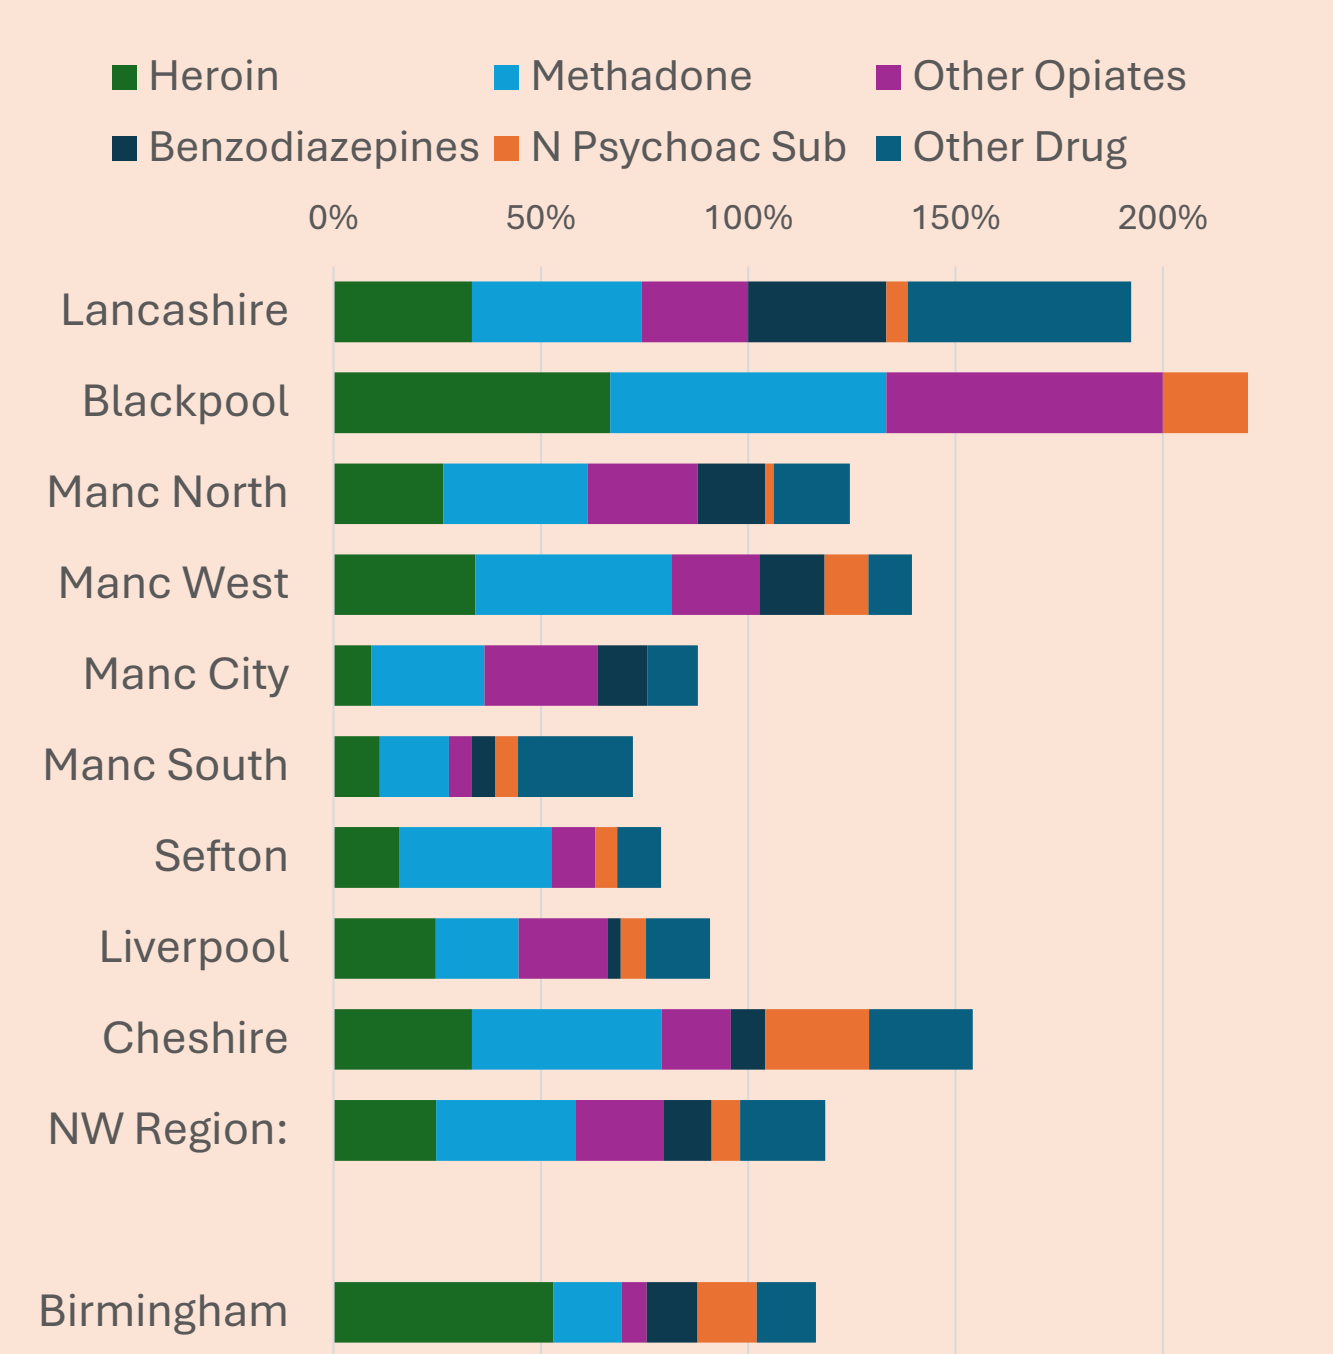 Heroin Methadone Other Opiates
Benzodiazepines N Psychoac Sub Other Drug
0% 50% 100% 150% 200%
Lancashire
Blackpool
Manc North
Manc West
Manc City
Manc South
Sefton
Liverpool
Cheshire
NW Region:
Birmingham